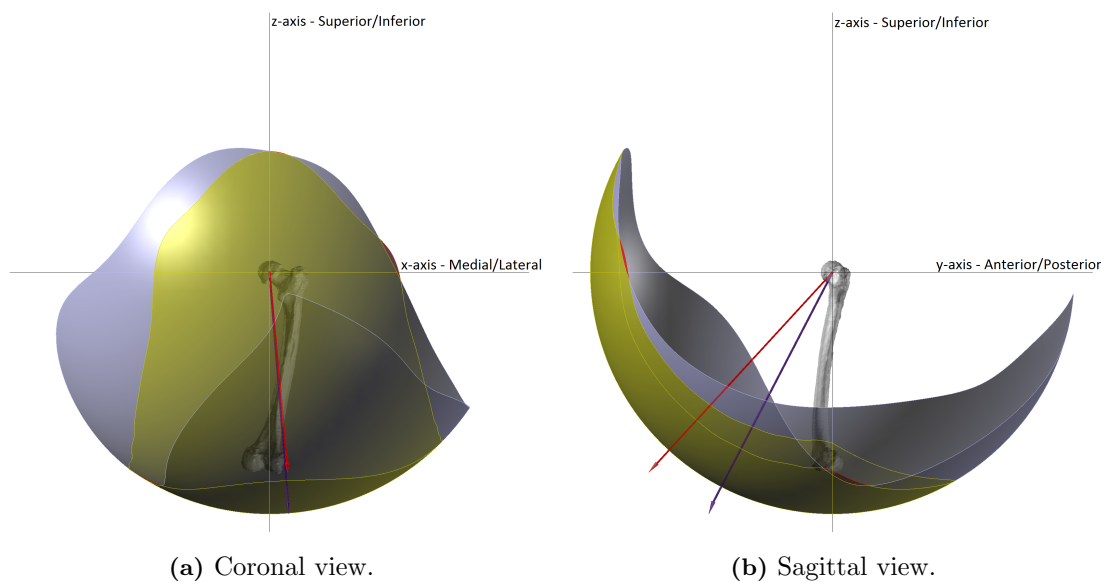 z-axis - Superior/Inferior
z-axis - Superior/Inferior
x-axis - Medial/Lateral
y-axis - Anterior/Posterior
(a) Coronal view.
(b) Sagittal view.